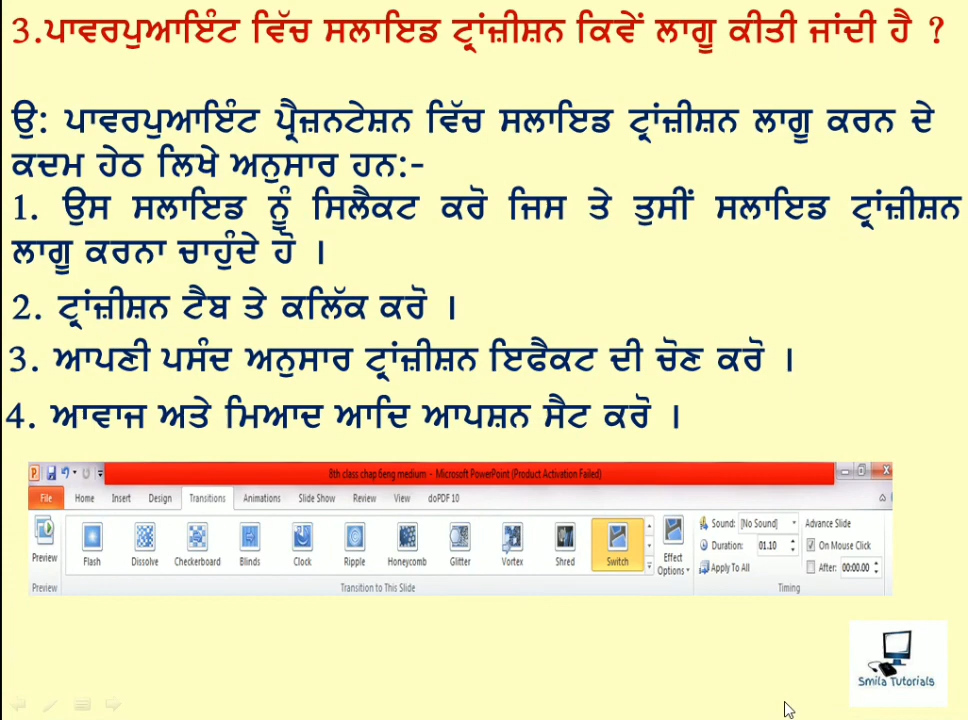 3.ਪਾਵਰਪੁਆਇੰਟ ਵਿੱਚ ਸਲਾਇਡ ਟ੍ਰਾਂਜ਼ੀਸ਼ਨ ਕਿਵੇਂ ਲਾਗੂ ਕੀਤੀ ਜਾਂਦੀ ਹੈ ?
ਉ: ਪਾਵਰਪੁਆਇੰਟ ਪ੍ਰੈਜ਼ਨਟੇਸ਼ਨ ਵਿੱਚ ਸਲਾਇਡ ਟ੍ਰਾਂਜ਼ੀਸ਼ਨ ਲਾਗੂ ਕਰਨ ਦੇ
ਕਦਮ ਹੇਠ ਲਿਖੇ ਅਨੁਸਾਰ ਹਨ:-
1. ਉਸ ਸਲਾਇਡ ਨੂੰ ਸਿਲੈਕਟ ਕਰੋ ਜਿਸ ਤੇ ਤੁਸੀਂ ਸਲਾਇਡ ਟ੍ਰਾਂਜ਼ੀਸ਼ਨ
ਲਾਗੂ ਕਰਨਾ ਚਾਹੁੰਦੇ ਹੋ ।
2. ਟ੍ਰਾਂਜ਼ੀਸ਼ਨ ਟੈਬ ਤੇ ਕਲਿੱਕ ਕਰੋ ।
3. ਆਪਣੀ ਪਸੰਦ ਅਨੁਸਾਰ ਟ੍ਰਾਂਜ਼ੀਸ਼ਨ ਇਫੈਕਟ ਦੀ ਚੋਣ ਕਰੋ ।
4. ਆਵਾਜ ਅਤੇ ਮਿਆਦ ਆਦਿ ਆਪਸ਼ਨ ਸੈਟ ਕਰੋ ।
8th class chap 6eng medium - Microsoft PowerPoint (Product Activation Failed)
File Home Insert Design Transitions Animations Slide Show Review View doPDF 10
Sound: [No Sound] Advance Slide
Duration: 01.10 On Mouse Click
Preview Flash Dissolve Checkerboard Blinds Clock Ripple Honeycomb Glitter Vortex Shred Switch Effect Options
Apply To All After: 00:00.00
Preview Transition to This Slide Timing
Smila Tutorials